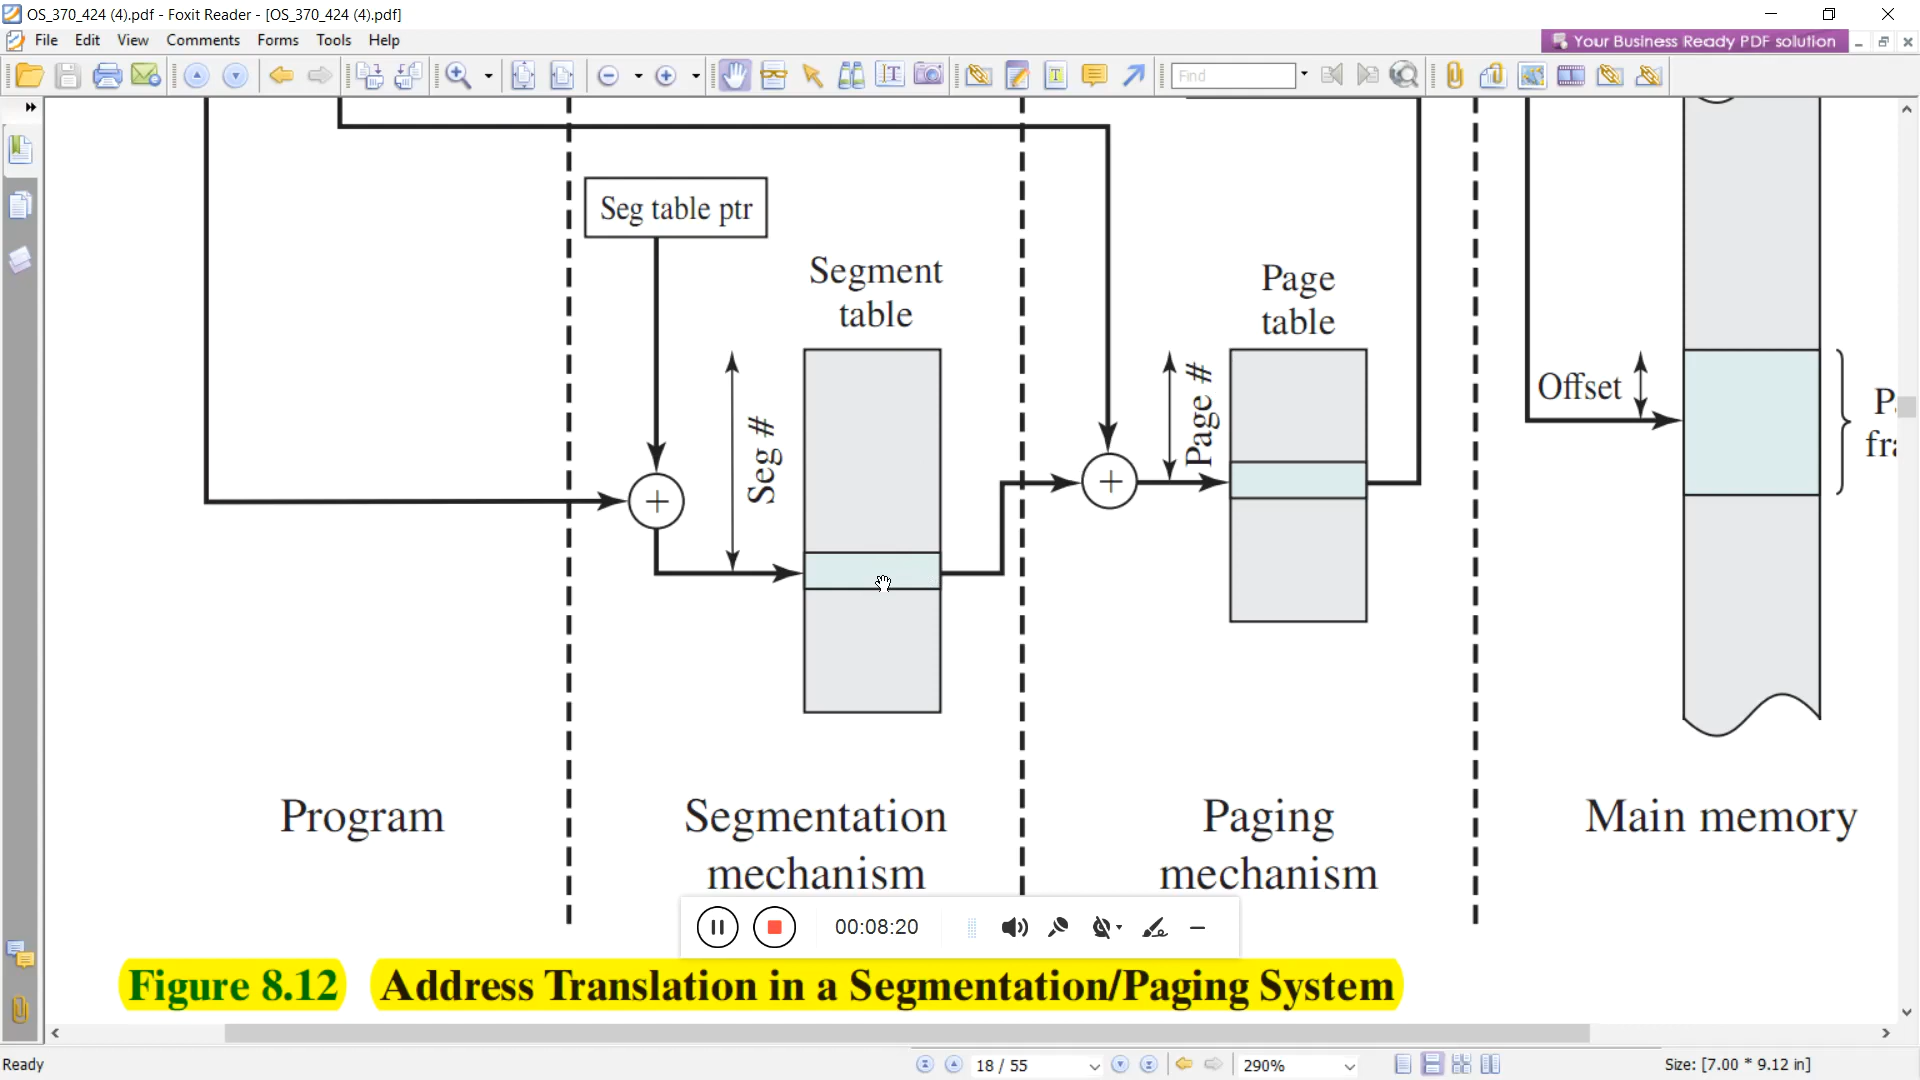 OS_370_424 (4).pdf - Foxit Reader - [OS_370_424 (4).pdf]
File Edit View Comments Forms Tools Help
Your Business Ready PDF solution
Find
Seg table ptr
Segment
table
Page
table
Seg #
Page #
Offset
+
+
Program
Segmentation
mechanism
Paging
mechanism
Main memory
00:08:20
Figure 8.12 Address Translation in a Segmentation/Paging System
Ready
18 / 55
290%
Size: [7.00 * 9.12 in]